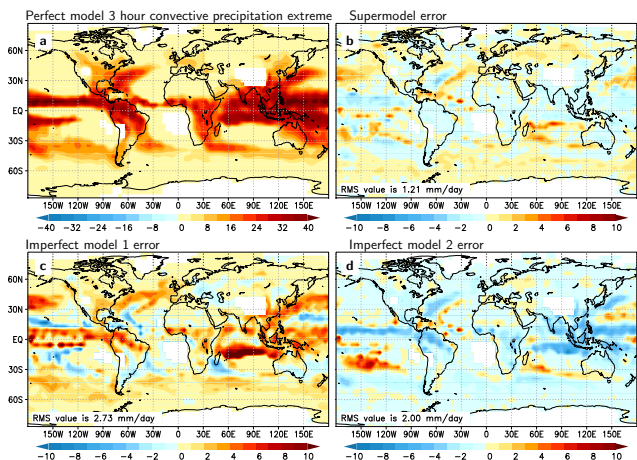 Perfect model 3 hour convective precipitation extreme
Supermodel error
a
b
60N
30N
EQ
30S
60S
60N
30N
EQ
30S
60S
RMS value is 1.21 mm/day
150W 120W 90W 60W 30W 0 30E 60E 90E 120E 150E
150W 120W 90W 60W 30W 0 30E 60E 90E 120E 150E
−40 −32 −24 −16 −8 0 8 16 24 32 40
−10 −8 −6 −4 −2 0 2 4 6 8 10
Imperfect model 1 error
Imperfect model 2 error
c
d
60N
30N
EQ
30S
60S
60N
30N
EQ
30S
60S
RMS value is 2.73 mm/day
RMS value is 2.00 mm/day
150W 120W 90W 60W 30W 0 30E 60E 90E 120E 150E
150W 120W 90W 60W 30W 0 30E 60E 90E 120E 150E
−10 −8 −6 −4 −2 0 2 4 6 8 10
−10 −8 −6 −4 −2 0 2 4 6 8 10